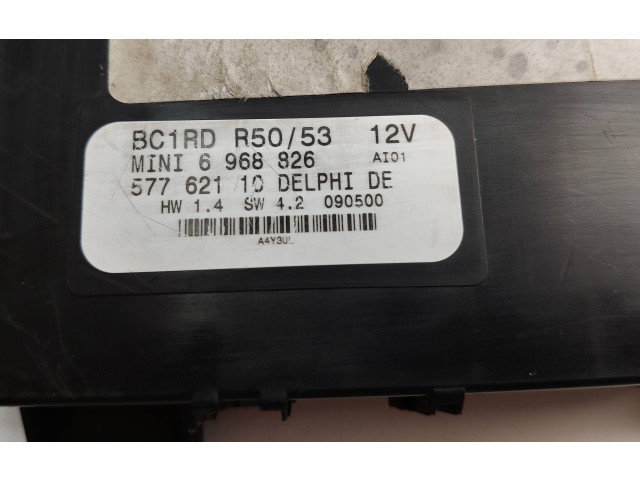 BC1RD R50/53 12V
MINI 6 968 826 AI01
577 621 10 DELPHI DE
HW 1.4 SW 4.2 090500
A4Y3UL